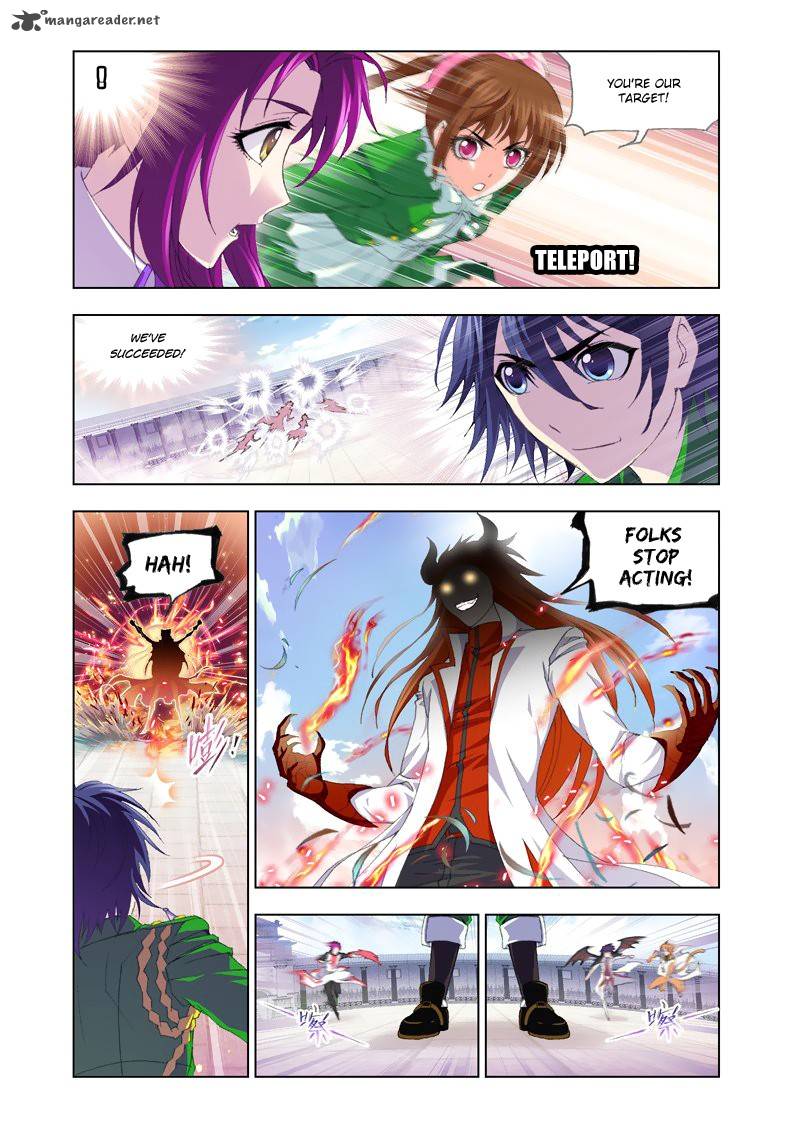 mangareader.net
!
YOU'RE OUR
TARGET!
TELEPORT!
WE'VE
SUCCEEDED!
HAH!
FOLKS
STOP
ACTING!